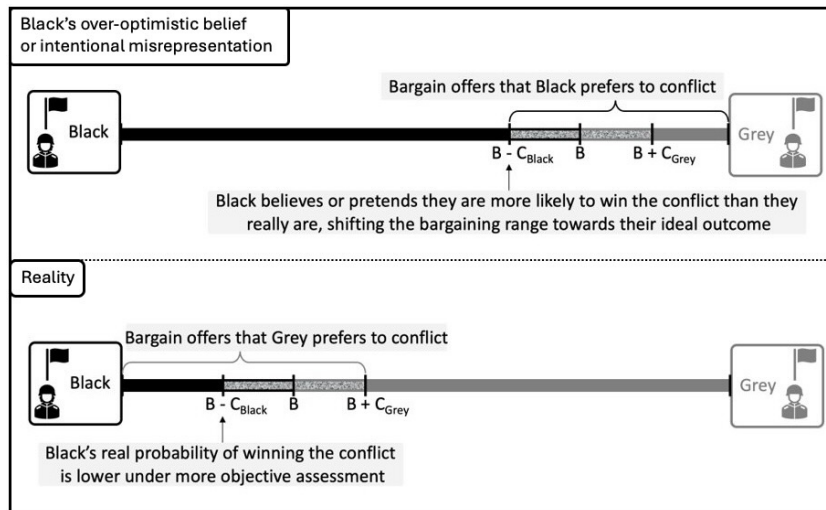 Black's over-optimistic belief
or intentional misrepresentation
Bargain offers that Black prefers to conflict
Black
Grey
B - C_Black B B + C_Grey
Black believes or pretends they are more likely to win the conflict than they
really are, shifting the bargaining range towards their ideal outcome
Reality
Bargain offers that Grey prefers to conflict
Black
Grey
B - C_Black B B + C_Grey
Black's real probability of winning the conflict
is lower under more objective assessment